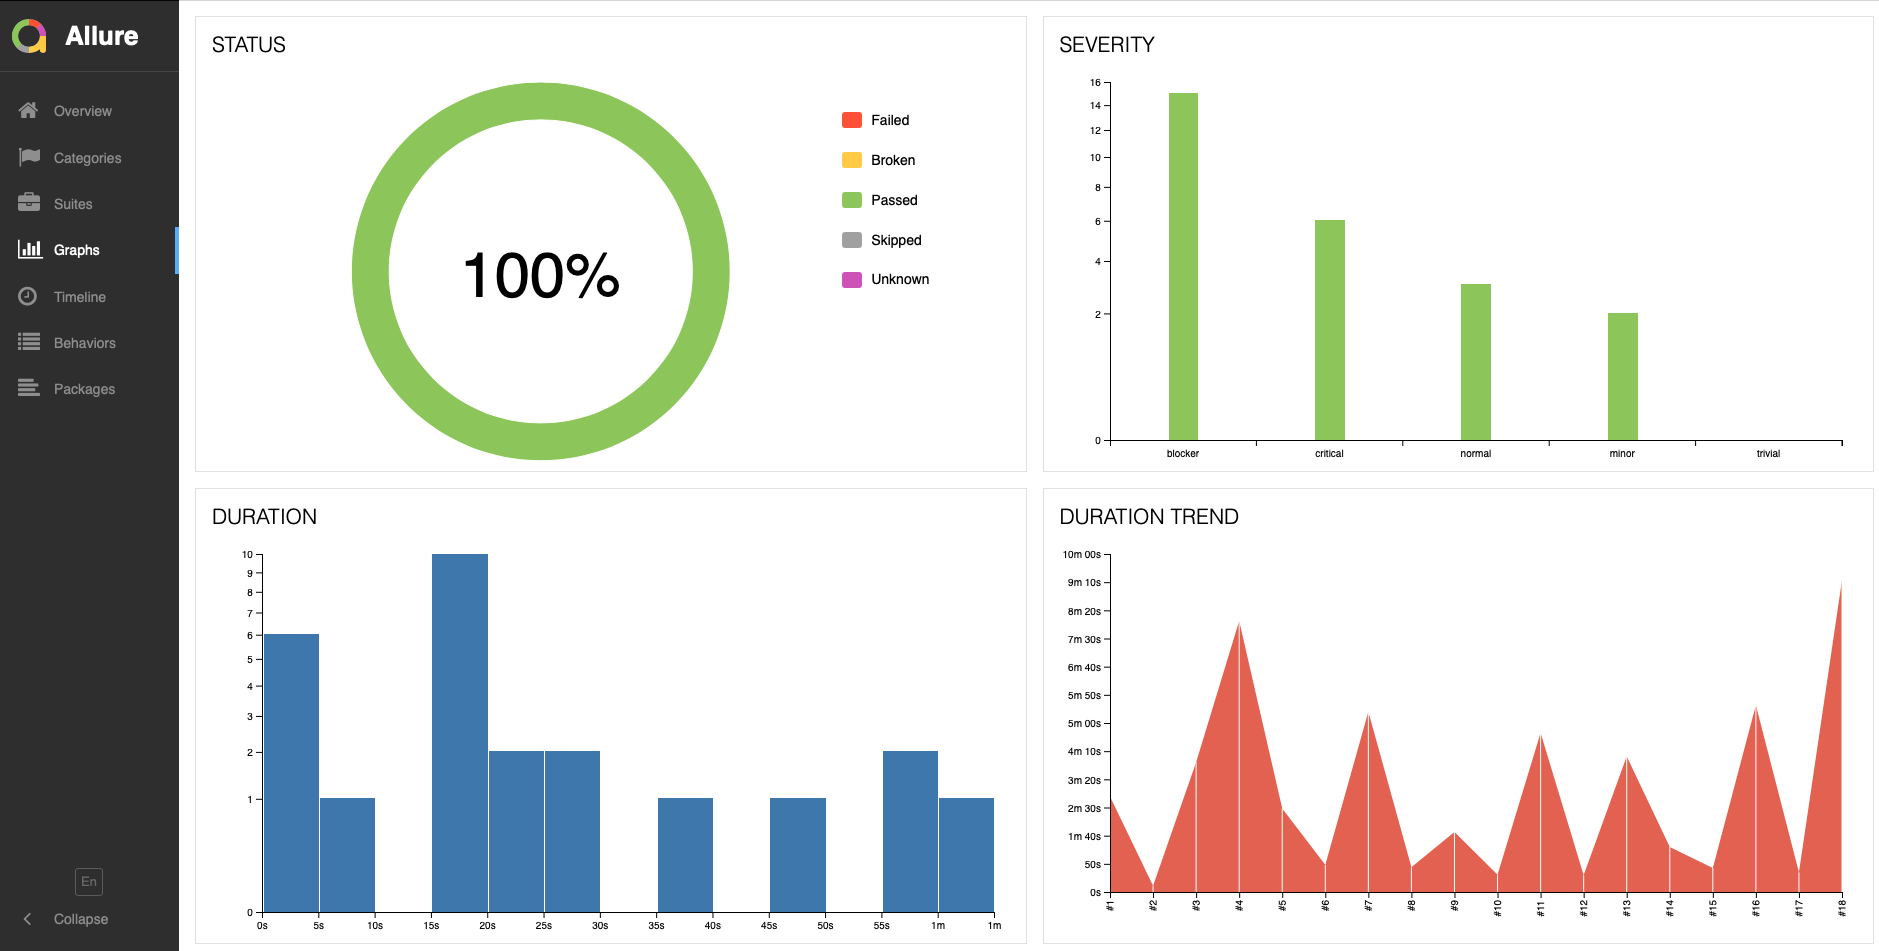 Allure
Overview
Categories
Suites
Graphs
Timeline
Behaviors
Packages
En
Collapse
STATUS
100%
Failed
Broken
Passed
Skipped
Unknown
SEVERITY
16
14
12
10
8
6
4
2
0
blocker critical normal minor trivial
DURATION
10
9
8
7
6
5
4
3
2
1
0
0s 5s 10s 15s 20s 25s 30s 35s 40s 45s 50s 55s 1m 1m
DURATION TREND
10m 00s
9m 10s
8m 20s
7m 30s
6m 40s
5m 50s
5m 00s
4m 10s
3m 20s
2m 30s
1m 40s
50s
0s
#1 #2 #3 #4 #5 #6 #7 #8 #9 #10 #11 #12 #13 #14 #15 #16 #17 #18